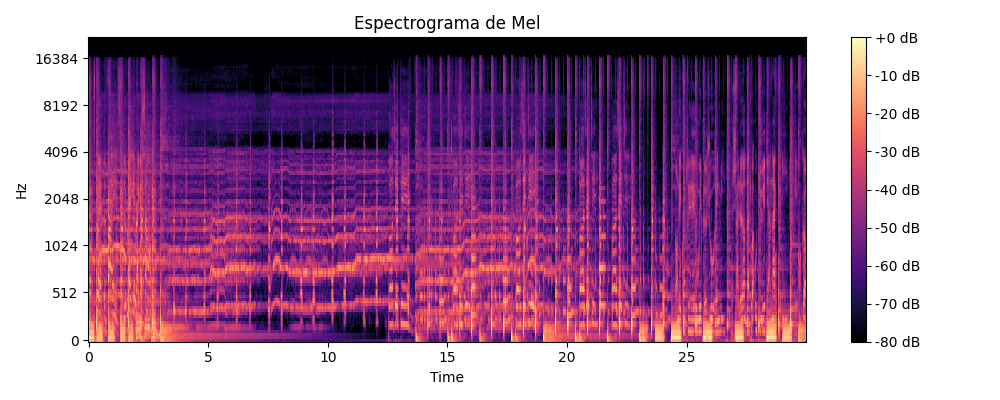 Espectrograma de Mel
Hz
16384
8192
4096
2048
1024
512
0
0 5 10 15 20 25
Time
+0 dB
-10 dB
-20 dB
-30 dB
-40 dB
-50 dB
-60 dB
-70 dB
-80 dB